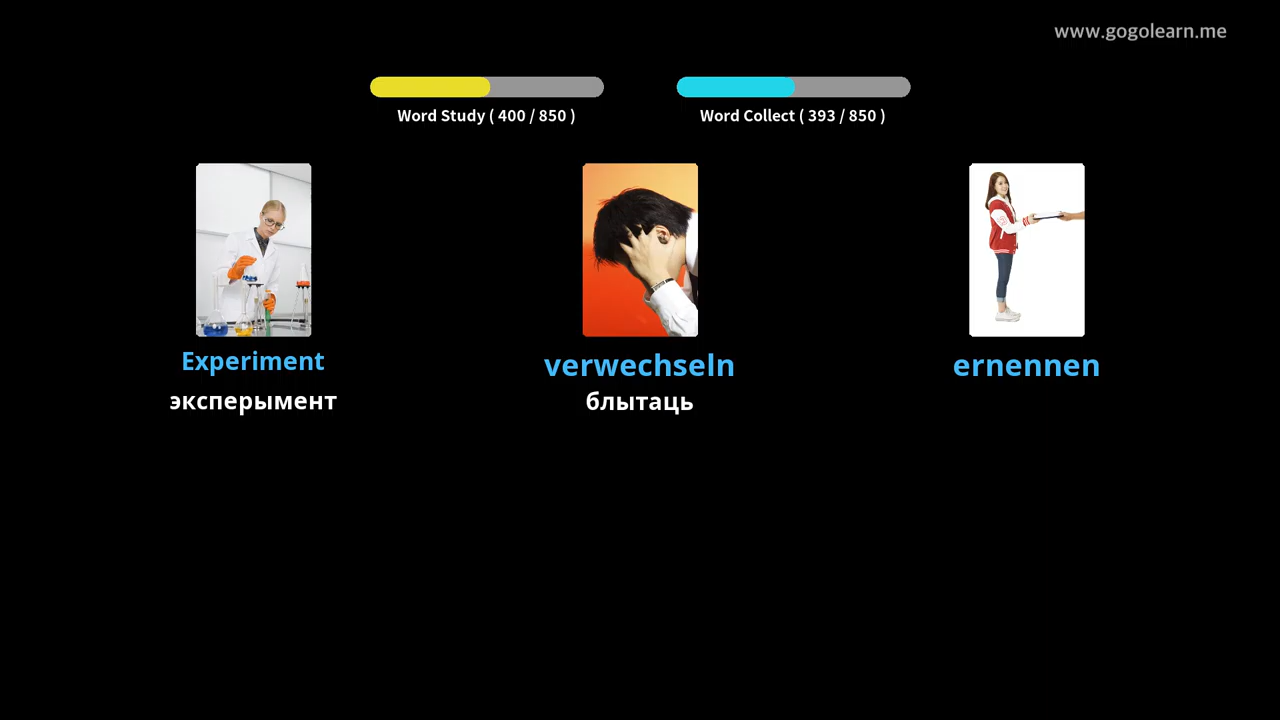 www.gogolearn.me
Word Study ( 400 / 850 )
Word Collect ( 393 / 850 )
Experiment
эксперымент
verwechseln
блытаць
ernennen